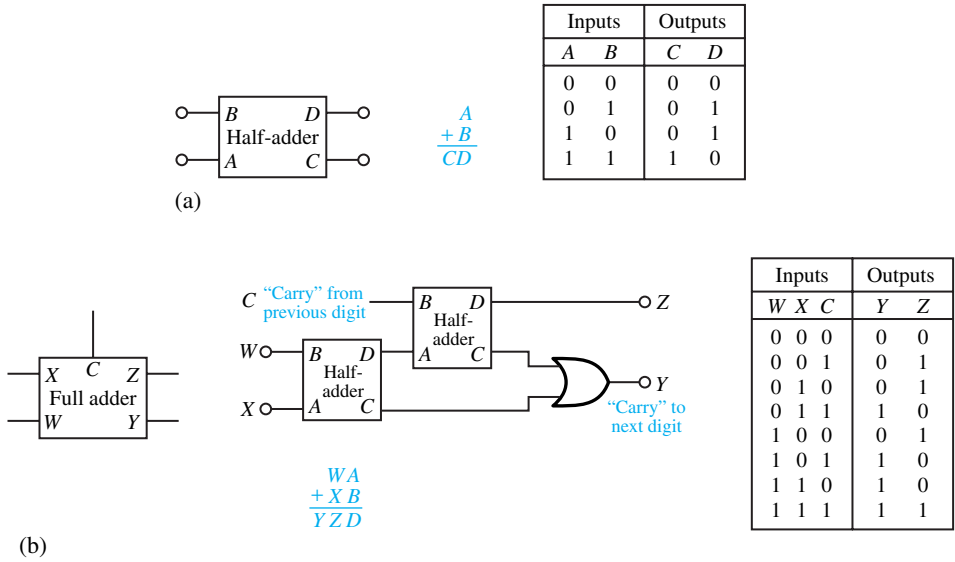 Inputs Outputs
A B C D
0 0 0 0
0 1 0 1
1 0 0 1
1 1 1 0
B D
Half-adder
A C
A
+ B
CD
(a)
C "Carry" from
previous digit
B D
Half-
adder
A C
Z
W
B D
Half-
adder
A C
X
Y
"Carry" to
next digit
X C Z
Full adder
W Y
W A
+ X B
Y Z D
Inputs Outputs
W X C Y Z
0 0 0 0 0
0 0 1 0 1
0 1 0 0 1
0 1 1 1 0
1 0 0 0 1
1 0 1 1 0
1 1 0 1 0
1 1 1 1 1
(b)